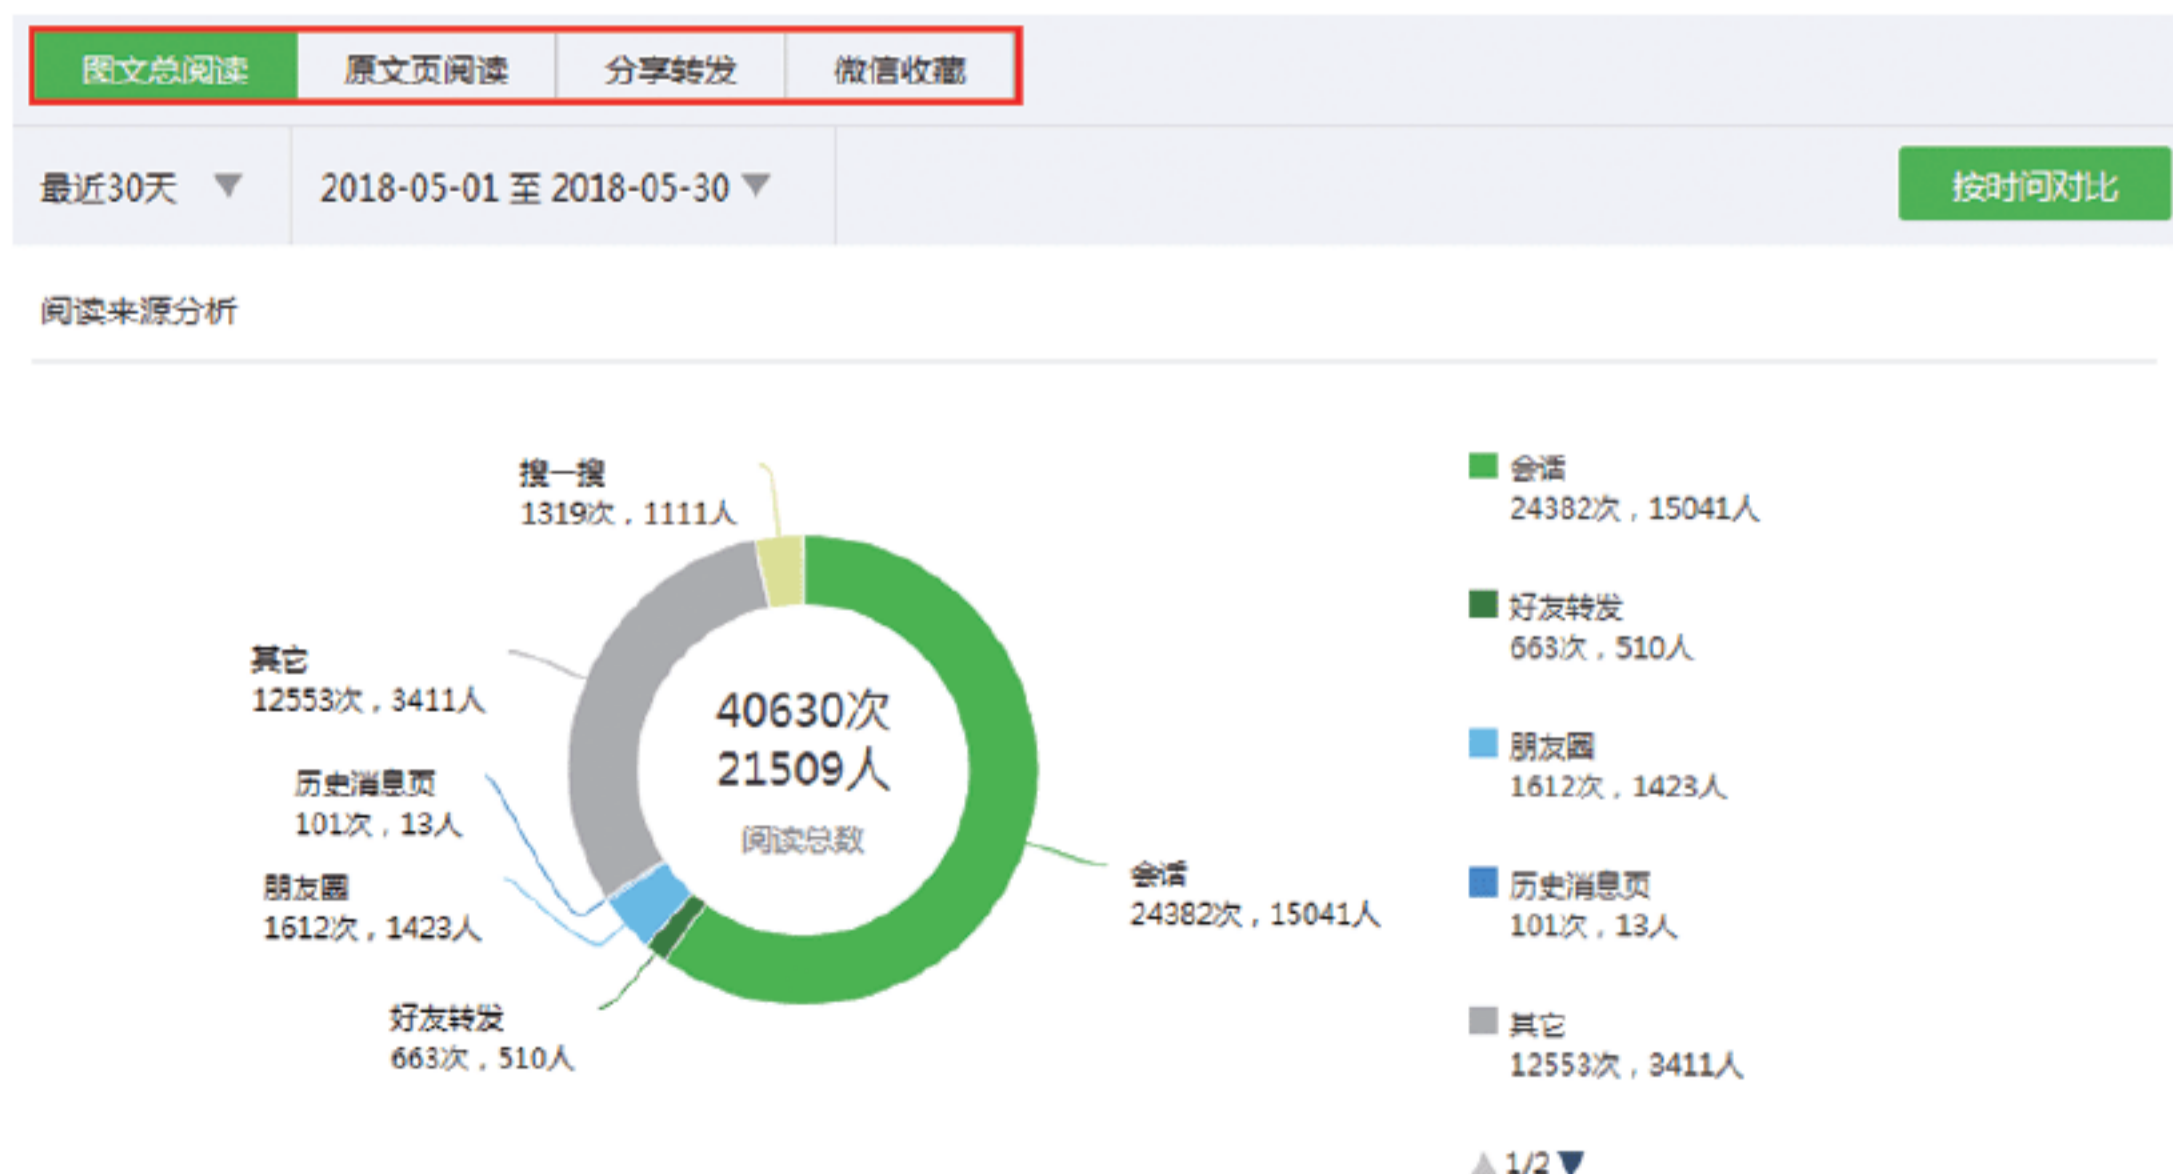 图文总阅读 原文页阅读 分享转发 微信收藏
最近30天 2018-05-01 至 2018-05-30 按时间对比
阅读来源分析
搜一搜
1319次，1111人
其它
12553次，3411人
历史消息页
101次，13人
朋友圈
1612次，1423人
好友转发
663次，510人
40630次
21509人
阅读总数
会话
24382次，15041人
会话
24382次，15041人
好友转发
663次，510人
朋友圈
1612次，1423人
历史消息页
101次，13人
其它
12553次，3411人
1/2